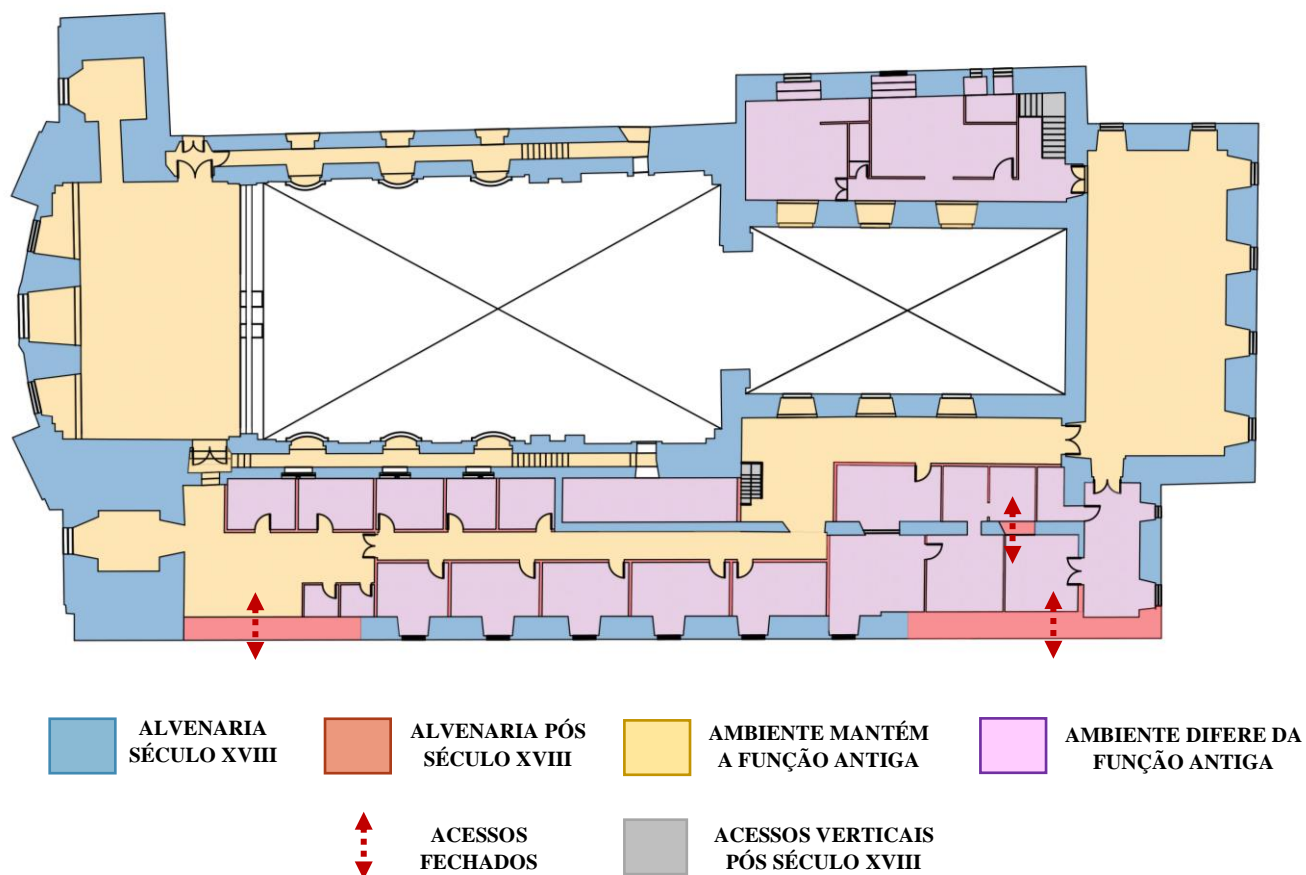 ALVENARIA
SÉCULO XVIII
ALVENARIA PÓS
SÉCULO XVIII
AMBIENTE MANTÉM
A FUNÇÃO ANTIGA
AMBIENTE DIFERE DA
FUNÇÃO ANTIGA
ACESSOS
FECHADOS
ACESSOS VERTICAIS
PÓS SÉCULO XVIII